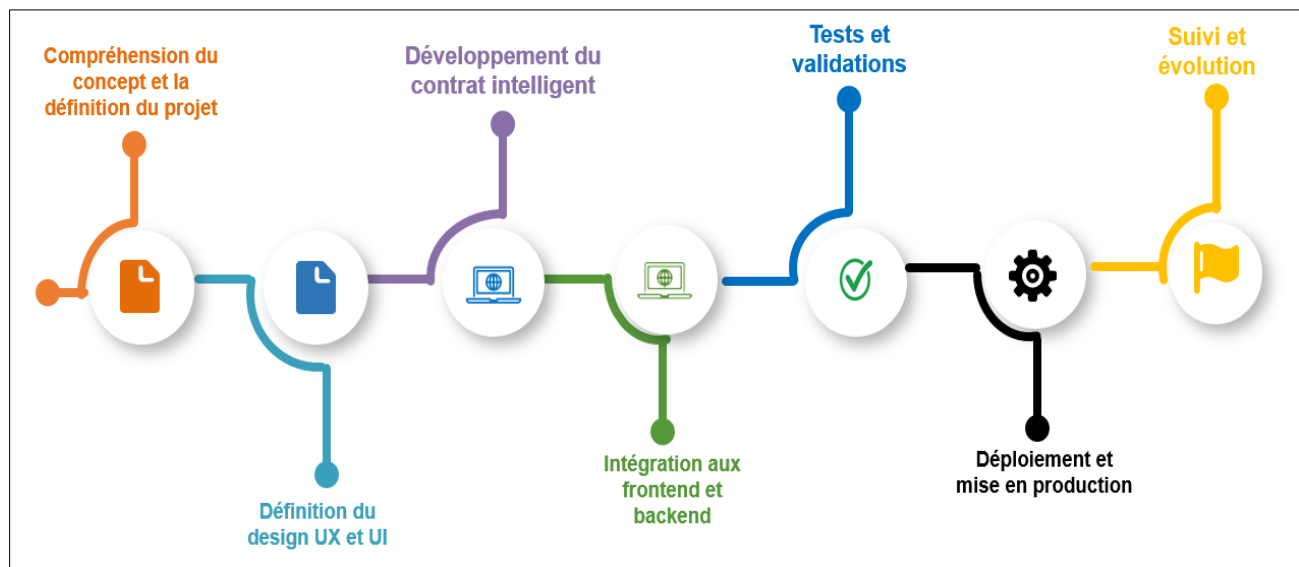 Compréhension du
concept et la
définition du projet
Définition du
design UX et UI
Développement du
contrat intelligent
Intégration aux
frontend et
backend
Tests et
validations
Déploiement et
mise en production
Suivi et
évolution